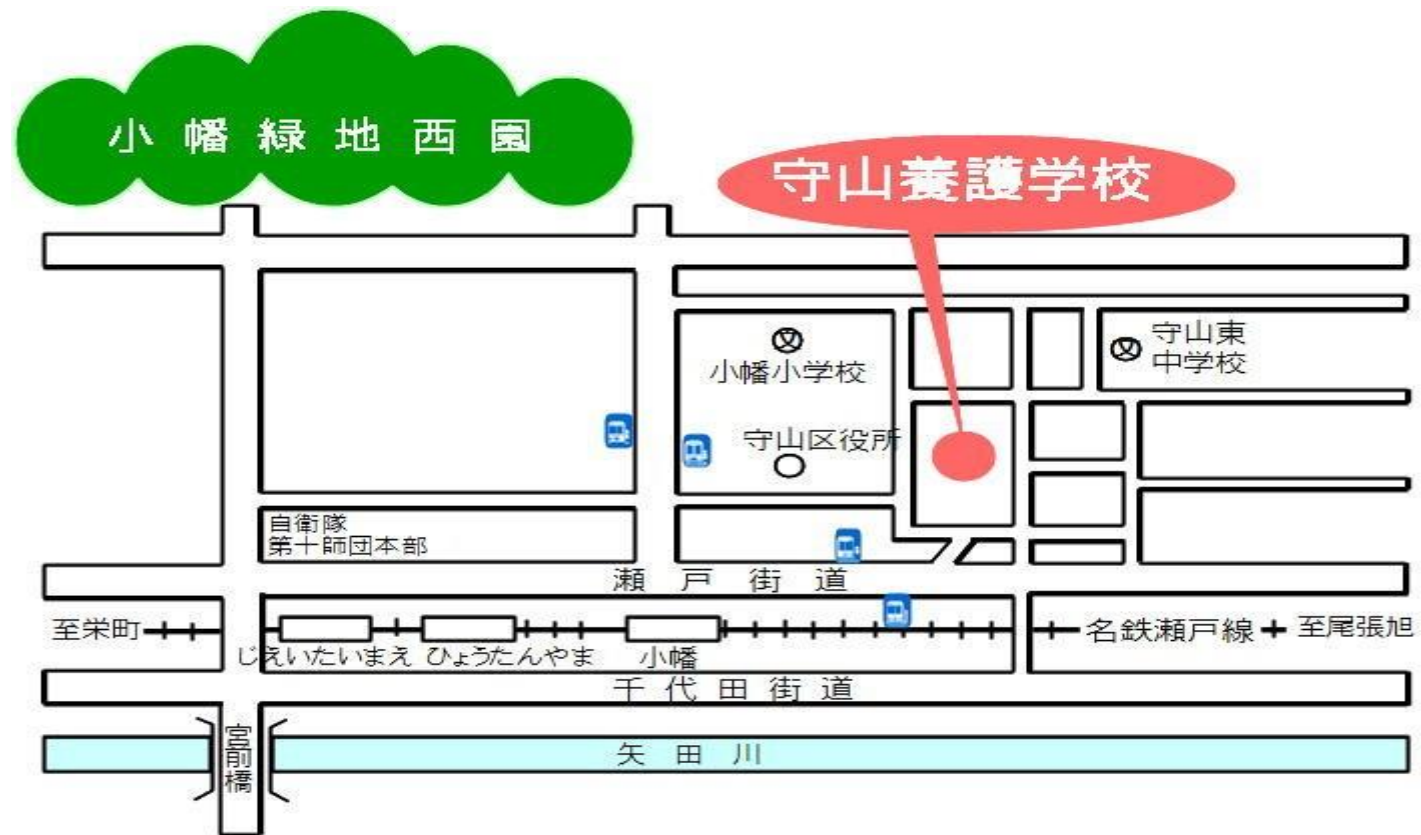 小幡緑地西園
守山養護学校
小幡小学校
守山東
中学校
守山区役所
自衛隊
第十師団本部
瀬戸街道
至栄町
名鉄瀬戸線
至尾張旭
じえいたいまえ
ひょうたんやま
小幡
千代田街道
宮前橋
矢田川